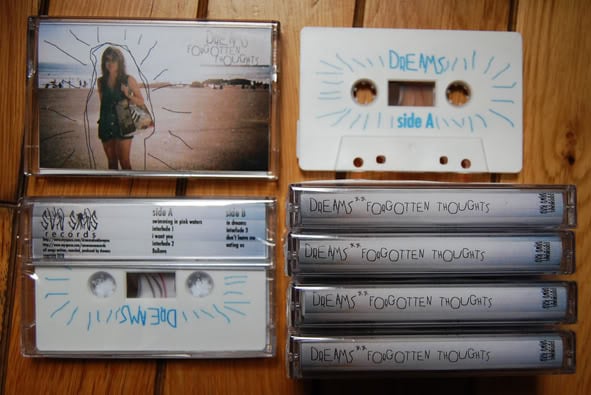 DREAMS
FORGOTTEN
THOUGHTS
DREAMS
side A
records
side A
swimming in pink waters
interlude 1
i want you
interlude 2
side B
in dreams
interlude 3
don't leave me
eating us
DREAMS
DREAMS** FORGOTTEN THOUGHTS
DREAMS** FORGOTTEN THOUGHTS
DREAMS** FORGOTTEN THOUGHTS
DREAMS** FORGOTTEN THOUGHTS